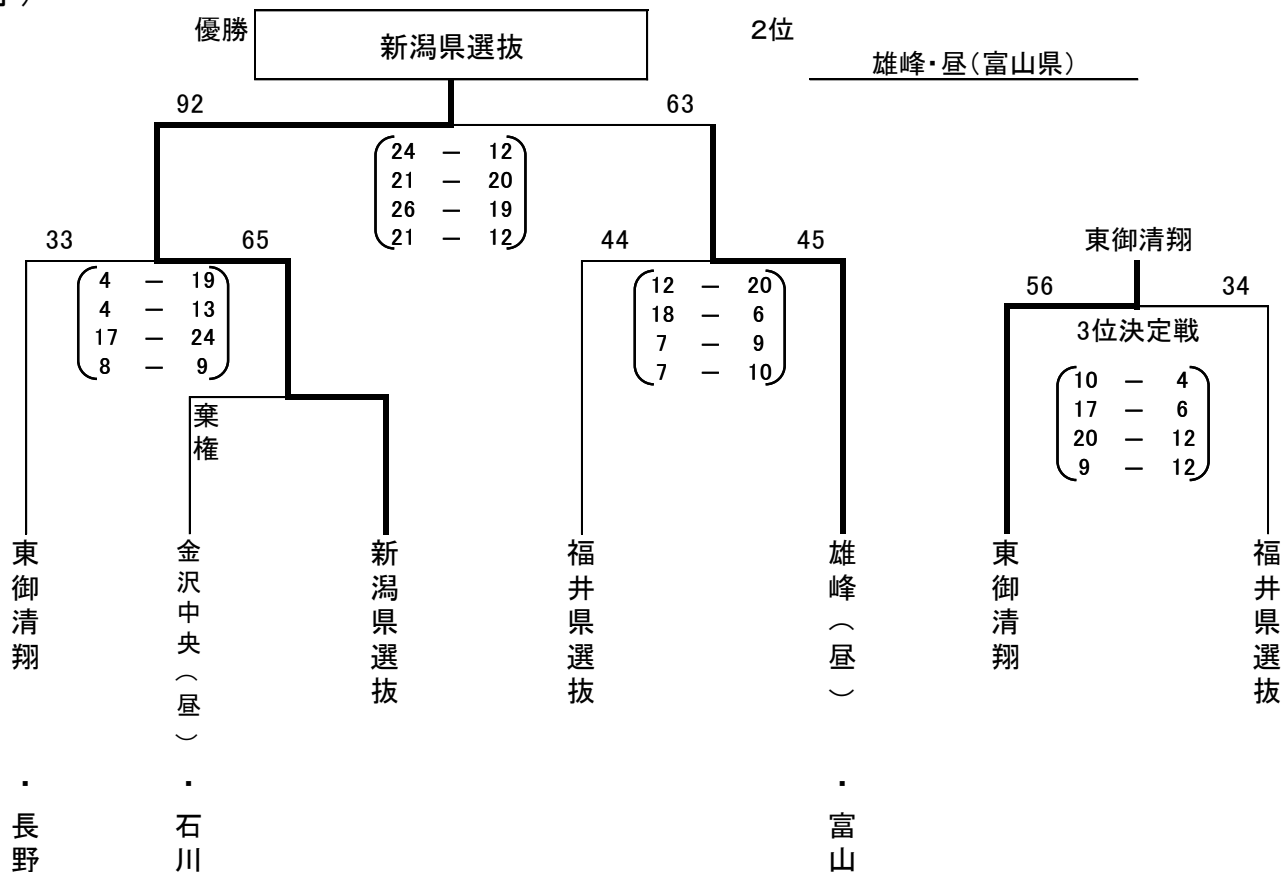 優勝
新潟県選抜
2位
雄峰・昼(富山県)
92
63
24 — 12
21 — 20
26 — 19
21 — 12
33
65
4 — 19
4 — 13
17 — 24
8 — 9
44
45
12 — 20
18 — 6
7 — 9
7 — 10
東御清翔
56
34
3位決定戦
10 — 4
17 — 6
20 — 12
9 — 12
棄権
東御清翔 ・長野
金沢中央(昼) ・石川
新潟県選抜
福井県選抜
雄峰(昼) ・富山
東御清翔
福井県選抜